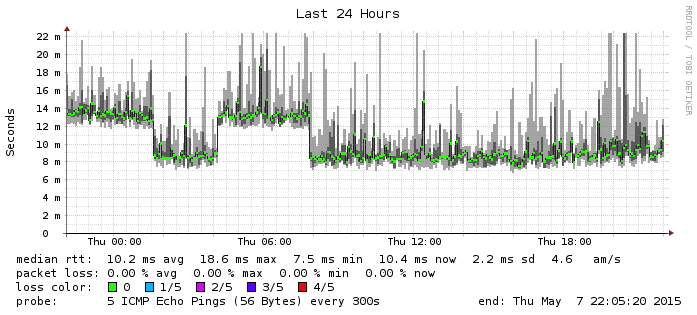 Last 24 Hours
RRDTOOL / TOBI OETIKER
Seconds
22 m
20 m
18 m
16 m
14 m
12 m
10 m
8 m
6 m
4 m
2 m
0
Thu 00:00 Thu 06:00 Thu 12:00 Thu 18:00
median rtt: 10.2 ms avg 18.6 ms max 7.5 ms min 10.4 ms now 2.2 ms sd 4.6 am/s
packet loss: 0.00 % avg 0.00 % max 0.00 % min 0.00 % now
loss color: 0 1/5 2/5 3/5 4/5
probe: 5 ICMP Echo Pings (56 Bytes) every 300s end: Thu May 7 22:05:20 2015